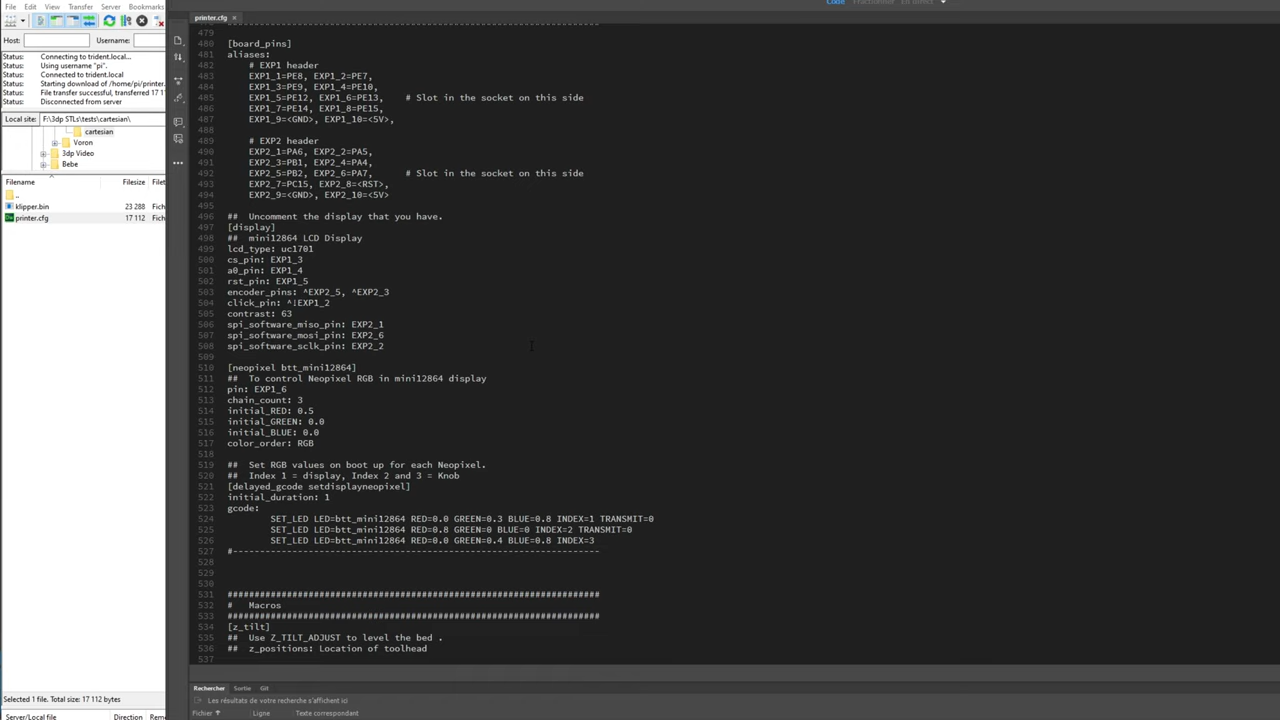 File Edit View Transfer Server Bookmarks
Host: Username:
Status: Connecting to trident.local...
Status: Using username "pi".
Status: Connected to trident.local
Status: Starting download of /home/pi/printer.
Status: File transfer successful, transferred 17 1
Status: Disconnected from server
Local site: F:\3dp STLs\tests\cartesian\
cartesian
Voron
3dp Video
Bebe
Filename Filesize Filet
..
klipper.bin 23 288 Fich
printer.cfg 17 112 Fich
Selected 1 file. Total size: 17 112 bytes
Server/Local file Direction Remo
Code Fractionner En direct
printer.cfg
479
480 [board_pins]
481 aliases:
482 # EXP1 header
483 EXP1_1=PE8, EXP1_2=PE7,
484 EXP1_3=PE9, EXP1_4=PE10,
485 EXP1_5=PE12, EXP1_6=PE13, # Slot in the socket on this side
486 EXP1_7=PE14, EXP1_8=PE15,
487 EXP1_9=<GND>, EXP1_10=<5V>,
488
489 # EXP2 header
490 EXP2_1=PA6, EXP2_2=PA5,
491 EXP2_3=PB1, EXP2_4=PA4,
492 EXP2_5=PB2, EXP2_6=PA7, # Slot in the socket on this side
493 EXP2_7=PC15, EXP2_8=<RST>,
494 EXP2_9=<GND>, EXP2_10=<5V>
495
496 ## Uncomment the display that you have.
497 [display]
498 ## mini12864 LCD Display
499 lcd_type: uc1701
500 cs_pin: EXP1_3
501 a0_pin: EXP1_4
502 rst_pin: EXP1_5
503 encoder_pins: ^EXP2_5, ^EXP2_3
504 click_pin: ^!EXP1_2
505 contrast: 63
506 spi_software_miso_pin: EXP2_1
507 spi_software_mosi_pin: EXP2_6
508 spi_software_sclk_pin: EXP2_2
509
510 [neopixel btt_mini12864]
511 ## To control Neopixel RGB in mini12864 display
512 pin: EXP1_6
513 chain_count: 3
514 initial_RED: 0.5
515 initial_GREEN: 0.0
516 initial_BLUE: 0.0
517 color_order: RGB
518
519 ## Set RGB values on boot up for each Neopixel.
520 ## Index 1 = display, Index 2 and 3 = Knob
521 [delayed_gcode setdisplayneopixel]
522 initial_duration: 1
523 gcode:
524 SET_LED LED=btt_mini12864 RED=0.0 GREEN=0.3 BLUE=0.8 INDEX=1 TRANSMIT=0
525 SET_LED LED=btt_mini12864 RED=0.8 GREEN=0 BLUE=0 INDEX=2 TRANSMIT=0
526 SET_LED LED=btt_mini12864 RED=0.0 GREEN=0.4 BLUE=0.8 INDEX=3
527 #--------------------------------------------------------------------
528
529
530
531 #####################################################################
532 # Macros
533 #####################################################################
534 [z_tilt]
535 ## Use Z_TILT_ADJUST to level the bed .
536 ## z_positions: Location of toolhead
537
Rechercher Sortie Git
Les résultats de votre recherche s'affichent ici
Fichier Ligne Texte correspondant